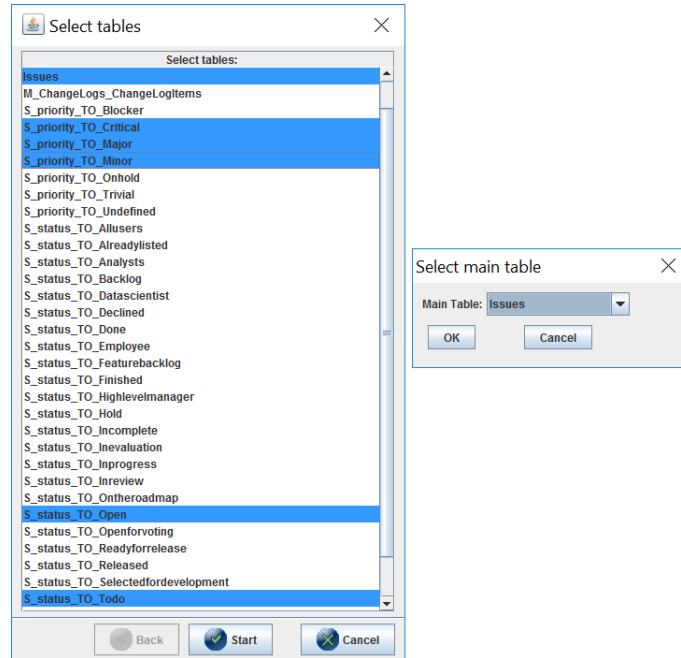 Select tables
Select tables:
Issues
M_ChangeLogs_ChangeLogItems
S_priority_TO_Blocker
S_priority_TO_Critical
S_priority_TO_Major
S_priority_TO_Minor
S_priority_TO_Onhold
S_priority_TO_Trivial
S_priority_TO_Undefined
S_status_TO_Allusers
S_status_TO_Alreadylisted
S_status_TO_Analysts
S_status_TO_Backlog
S_status_TO_Datascientist
S_status_TO_Declined
S_status_TO_Done
S_status_TO_Employee
S_status_TO_Featurebacklog
S_status_TO_Finished
S_status_TO_Highlevelmanager
S_status_TO_Hold
S_status_TO_Incomplete
S_status_TO_Inevaluation
S_status_TO_Inprogress
S_status_TO_Inreview
S_status_TO_Ontheroadmap
S_status_TO_Open
S_status_TO_Openforvoting
S_status_TO_Readyforrelease
S_status_TO_Released
S_status_TO_Selectedfordevelopment
S_status_TO_Todo
Back Start Cancel
Select main table
Main Table: Issues
OK Cancel